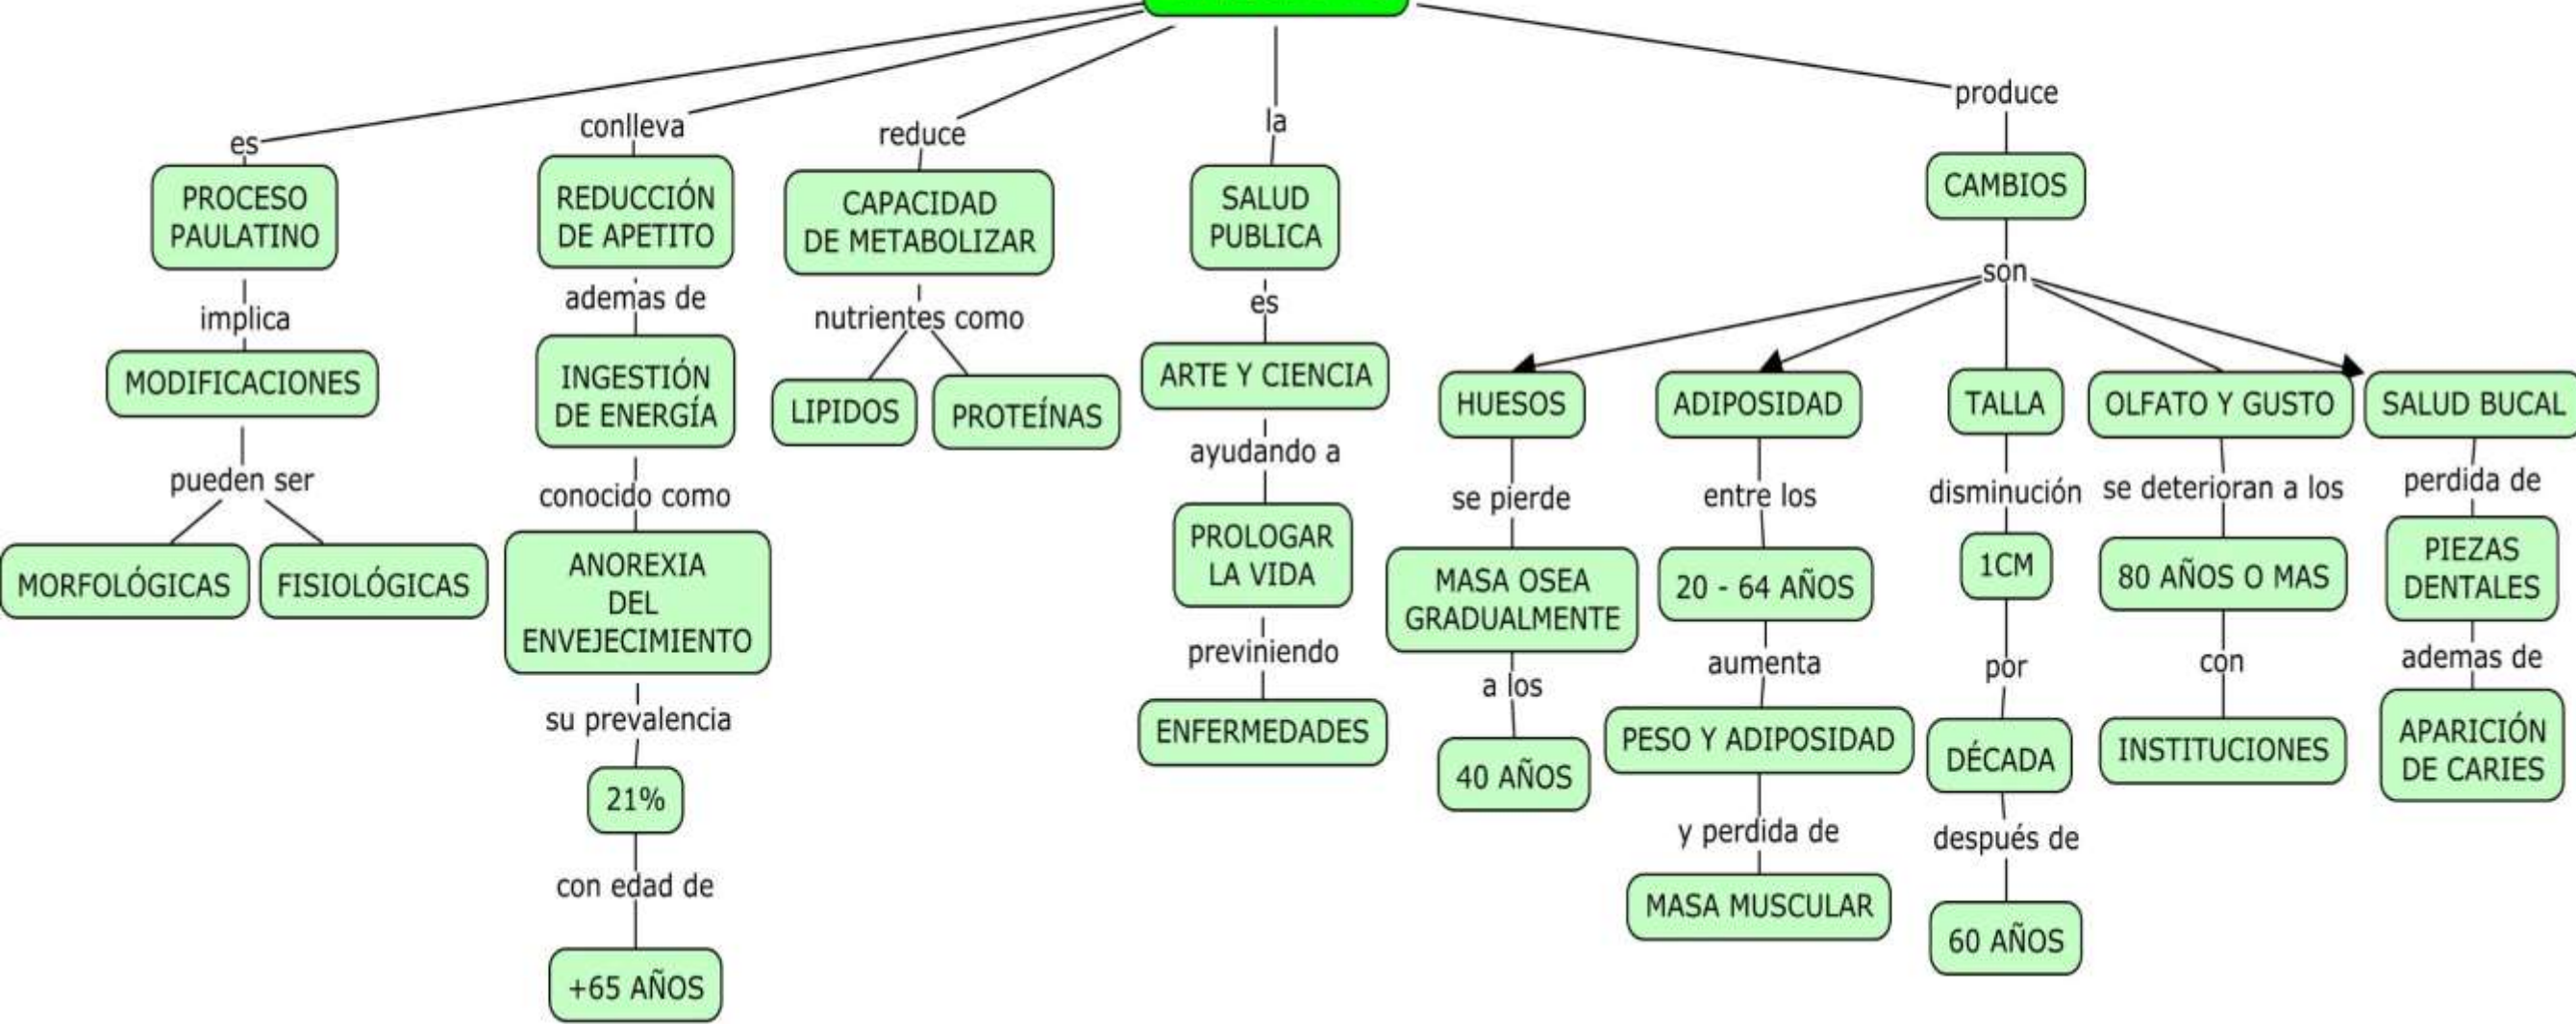 es
PROCESO
PAULATINO
implica
MODIFICACIONES
pueden ser
MORFOLÓGICAS
FISIOLÓGICAS
conlleva
REDUCCIÓN
DE APETITO
ademas de
INGESTIÓN
DE ENERGÍA
conocido como
ANOREXIA
DEL
ENVEJECIMIENTO
su prevalencia
21%
con edad de
+65 AÑOS
reduce
CAPACIDAD
DE METABOLIZAR
nutrientes como
LIPIDOS
PROTEÍNAS
la
SALUD
PUBLICA
es
ARTE Y CIENCIA
ayudando a
PROLOGAR
LA VIDA
previniendo
ENFERMEDADES
produce
CAMBIOS
son
HUESOS
se pierde
MASA OSEA
GRADUALMENTE
a los
40 AÑOS
ADIPOSIDAD
entre los
20 - 64 AÑOS
aumenta
PESO Y ADIPOSIDAD
y perdida de
MASA MUSCULAR
TALLA
disminución
1CM
por
DÉCADA
después de
60 AÑOS
OLFATO Y GUSTO
se deterioran a los
80 AÑOS O MAS
con
INSTITUCIONES
SALUD BUCAL
perdida de
PIEZAS
DENTALES
ademas de
APARICIÓN
DE CARIES